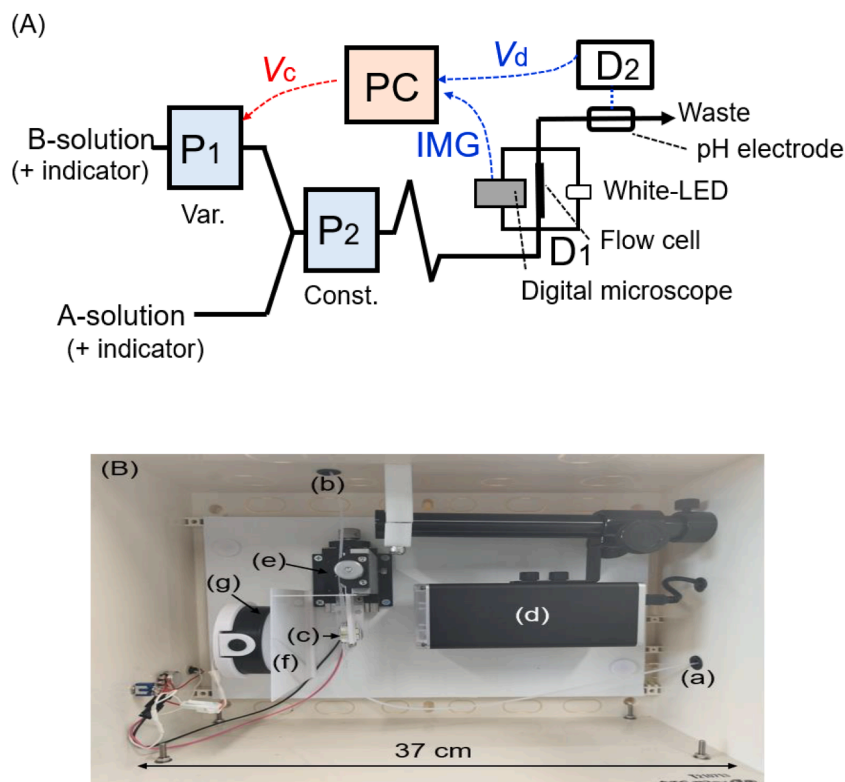 (A)
PC
Vc
Vd
D2
Waste
B-solution
(+ indicator)
P1
Var.
IMG
pH electrode
White-LED
P2
Const.
Flow cell
D1
Digital microscope
A-solution
(+ indicator)
(B)
(b)
(e)
(g)
(c)
(d)
(f)
(a)
37 cm